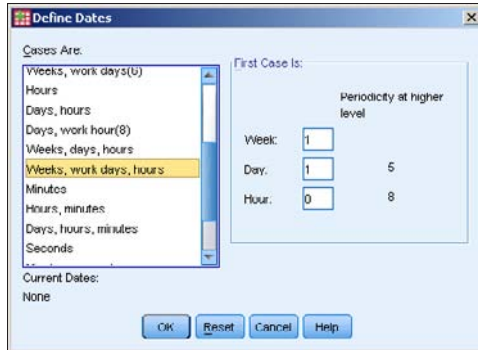 Define Dates
Cases Are:
Weeks, work days(6)
Hours
Days, hours
Days, work hour(8)
Weeks, days, hours
Weeks, work days, hours
Minutes
Hours, minutes
Days, hours, minutes
Seconds
Current Dates:
None
First Case Is:
Periodicity at higher
level
Week: 1
Day: 1 5
Hour: 0 8
OK Reset Cancel Help